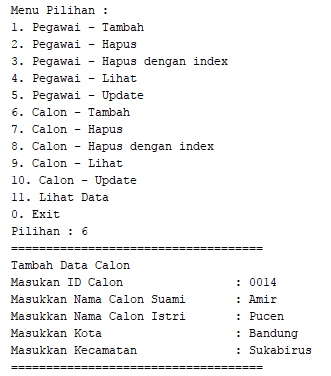 Menu Pilihan :
1. Pegawai - Tambah
2. Pegawai - Hapus
3. Pegawai - Hapus dengan index
4. Pegawai - Lihat
5. Pegawai - Update
6. Calon - Tambah
7. Calon - Hapus
8. Calon - Hapus dengan index
9. Calon - Lihat
10. Calon - Update
11. Lihat Data
0. Exit
Pilihan : 6
====================================
Tambah Data Calon
Masukan ID Calon : 0014
Masukkan Nama Calon Suami : Amir
Masukkan Nama Calon Istri : Pucen
Masukkan Kota : Bandung
Masukkan Kecamatan : Sukabirus
====================================